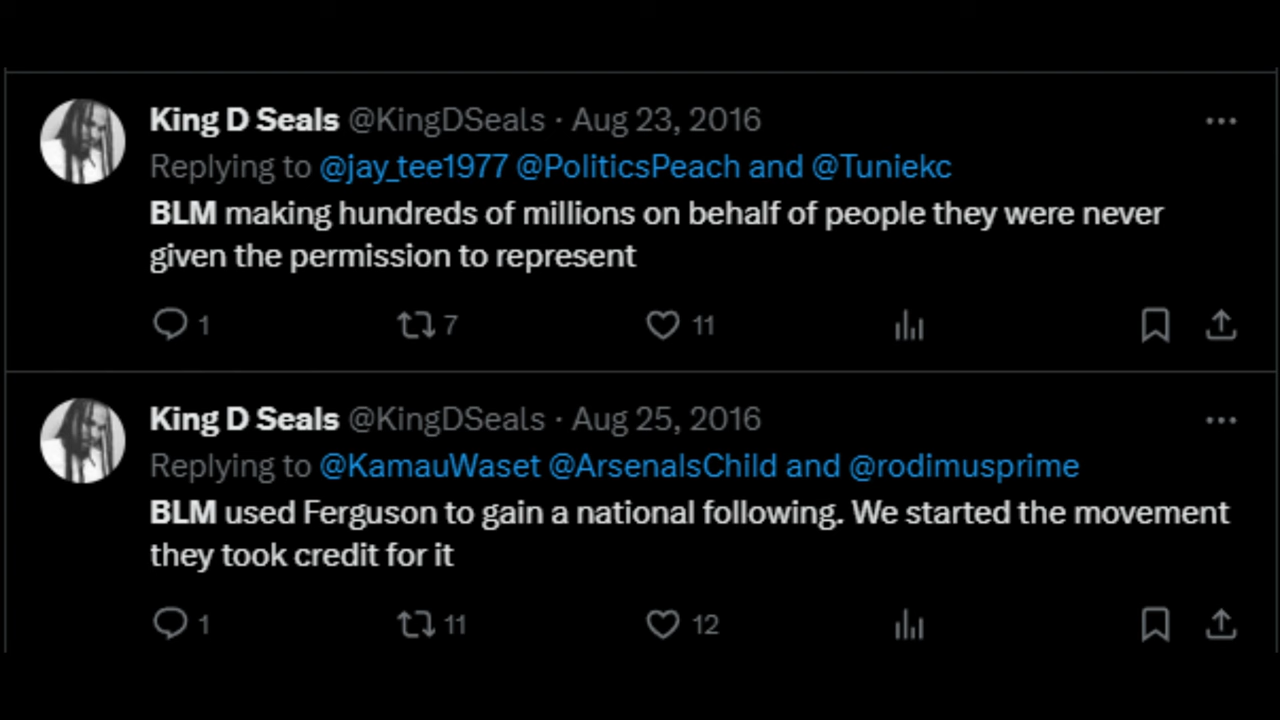 King D Seals @KingDSeals · Aug 23, 2016
Replying to @jay_tee1977 @PoliticsPeach and @Tuniekc
BLM making hundreds of millions on behalf of people they were never
given the permission to represent
1 7 11
King D Seals @KingDSeals · Aug 25, 2016
Replying to @KamauWaset @ArsenalsChild and @rodimusprime
BLM used Ferguson to gain a national following. We started the movement
they took credit for it
1 11 12